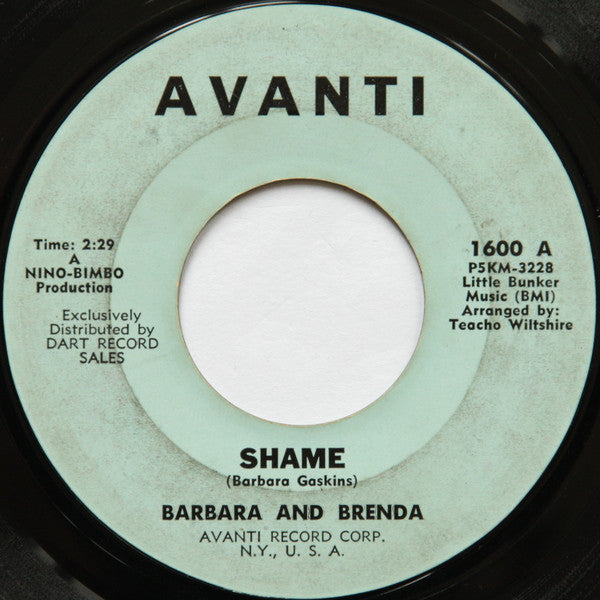 AVANTI
Time: 2:29
A
NINO-BIMBO
Production
Exclusively
Distributed by
DART RECORD
SALES
1600 A
P5KM-3228
Little Bunker
Music (BMI)
Arranged by:
Teacho Wiltshire
SHAME
(Barbara Gaskins)
BARBARA AND BRENDA
AVANTI RECORD CORP.
N.Y., U. S. A.